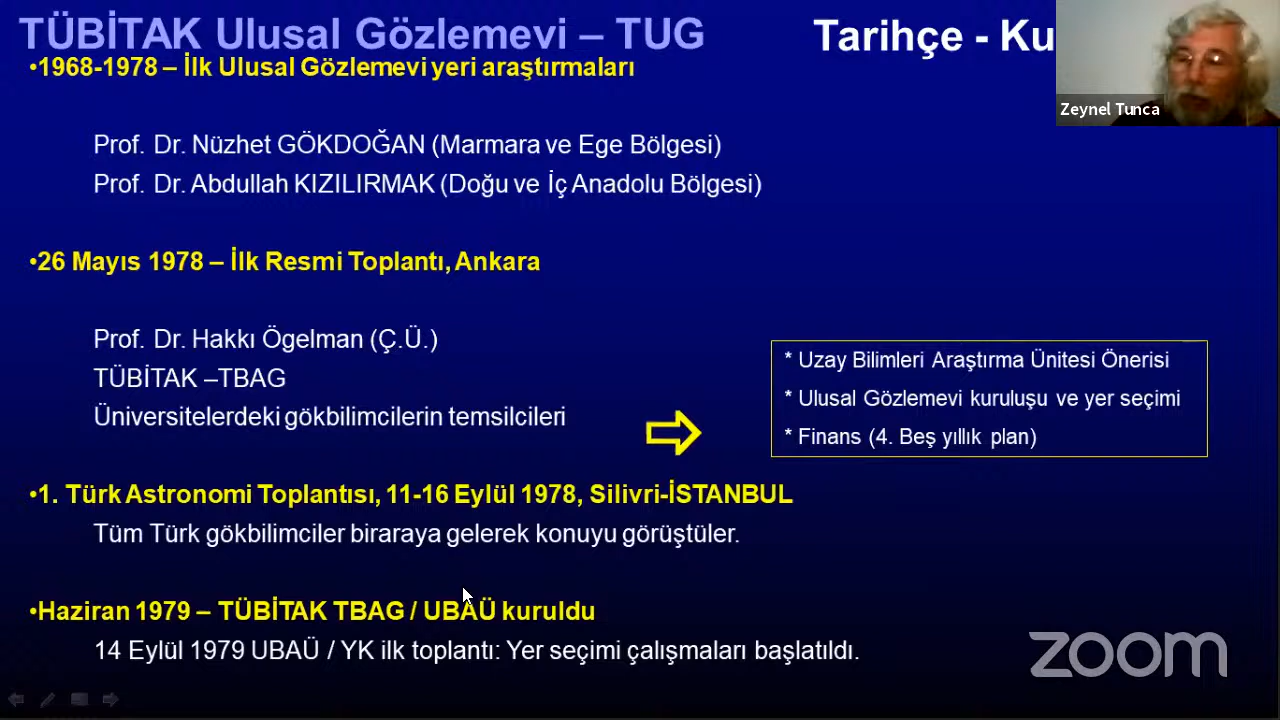 TÜBİTAK Ulusal Gözlemevi – TUG
Tarihçe - Ku
Zeynel Tunca
•1968-1978 – İlk Ulusal Gözlemevi yeri araştırmaları
Prof. Dr. Nüzhet GÖKDOĞAN (Marmara ve Ege Bölgesi)
Prof. Dr. Abdullah KIZILIRMAK (Doğu ve İç Anadolu Bölgesi)
•26 Mayıs 1978 – İlk Resmi Toplantı, Ankara
Prof. Dr. Hakkı Ögelman (Ç.Ü.)
TÜBİTAK –TBAG
Üniversitelerdeki gökbilimcilerin temsilcileri
* Uzay Bilimleri Araştırma Ünitesi Önerisi
* Ulusal Gözlemevi kuruluşu ve yer seçimi
* Finans (4. Beş yıllık plan)
•1. Türk Astronomi Toplantısı, 11-16 Eylül 1978, Silivri-İSTANBUL
Tüm Türk gökbilimciler biraraya gelerek konuyu görüştüler.
•Haziran 1979 – TÜBİTAK TBAG / UBAÜ kuruldu
14 Eylül 1979 UBAÜ / YK ilk toplantı: Yer seçimi çalışmaları başlatıldı.
zoom